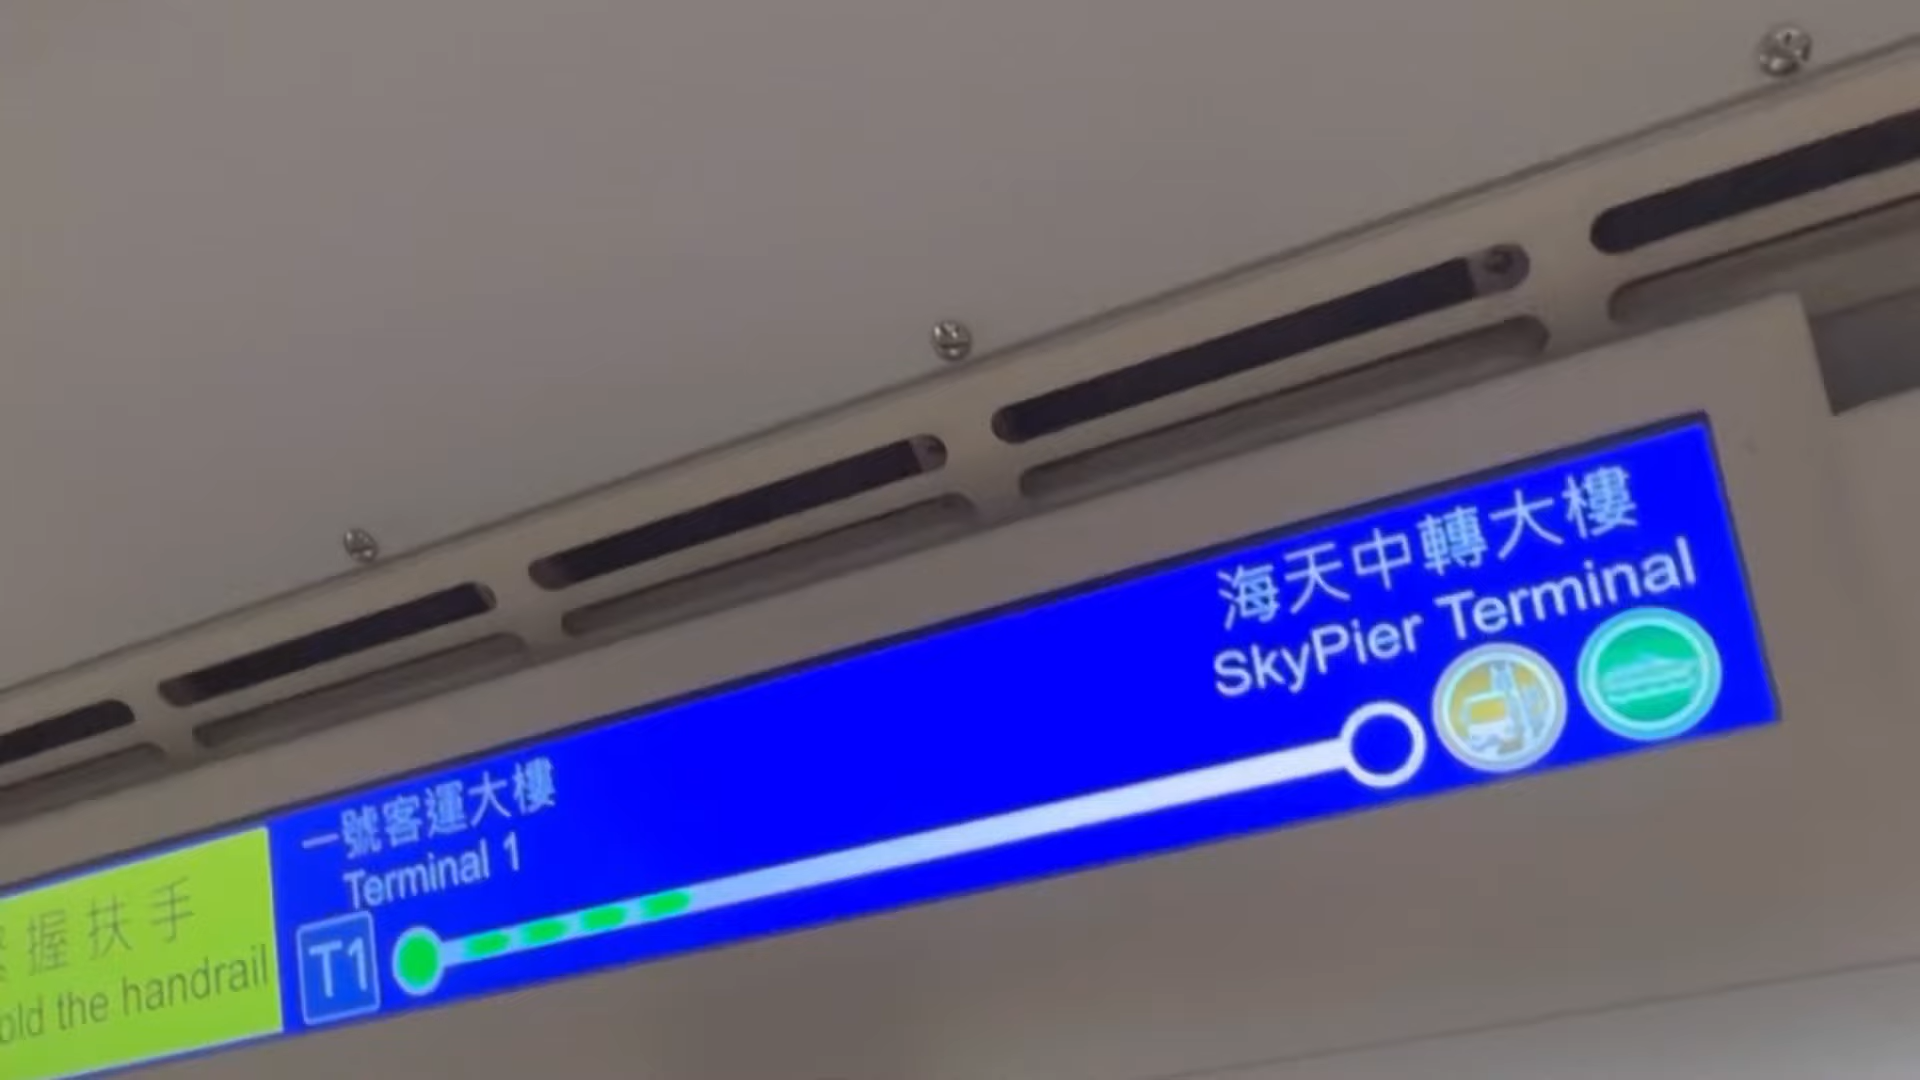 握扶手
old the handrail
一號客運大樓
Terminal 1
T1
海天中轉大樓
SkyPier Terminal